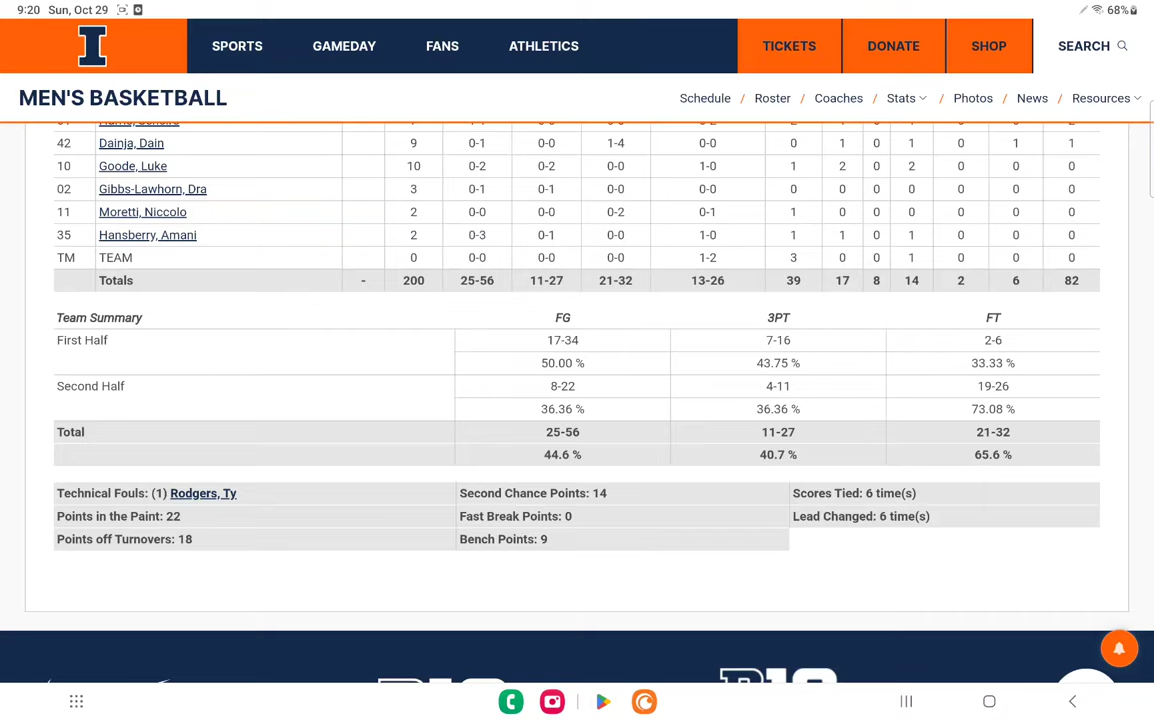 9:20 Sun, Oct 29 68%
I SPORTS GAMEDAY FANS ATHLETICS TICKETS DONATE SHOP SEARCH
MEN'S BASKETBALL Schedule / Roster / Coaches / Stats / Photos / News / Resources
42 Dainja, Dain 9 0-1 0-0 1-4 0-0 0 1 0 1 0 1 1
10 Goode, Luke 10 0-2 0-2 0-0 1-0 1 2 0 2 0 0 0
02 Gibbs-Lawhorn, Dra 3 0-1 0-1 0-0 0-0 0 0 0 0 0 0 0
11 Moretti, Niccolo 2 0-0 0-0 0-2 0-1 1 0 0 0 0 0 0
35 Hansberry, Amani 2 0-3 0-1 0-0 1-0 1 1 0 1 0 0 0
TM TEAM 0 0-0 0-0 0-0 1-2 3 0 0 1 0 0 0
Totals - 200 25-56 11-27 21-32 13-26 39 17 8 14 2 6 82
Team Summary FG 3PT FT
First Half 17-34 7-16 2-6
50.00 % 43.75 % 33.33 %
Second Half 8-22 4-11 19-26
36.36 % 36.36 % 73.08 %
Total 25-56 11-27 21-32
44.6 % 40.7 % 65.6 %
Technical Fouls: (1) Rodgers, Ty Second Chance Points: 14 Scores Tied: 6 time(s)
Points in the Paint: 22 Fast Break Points: 0 Lead Changed: 6 time(s)
Points off Turnovers: 18 Bench Points: 9